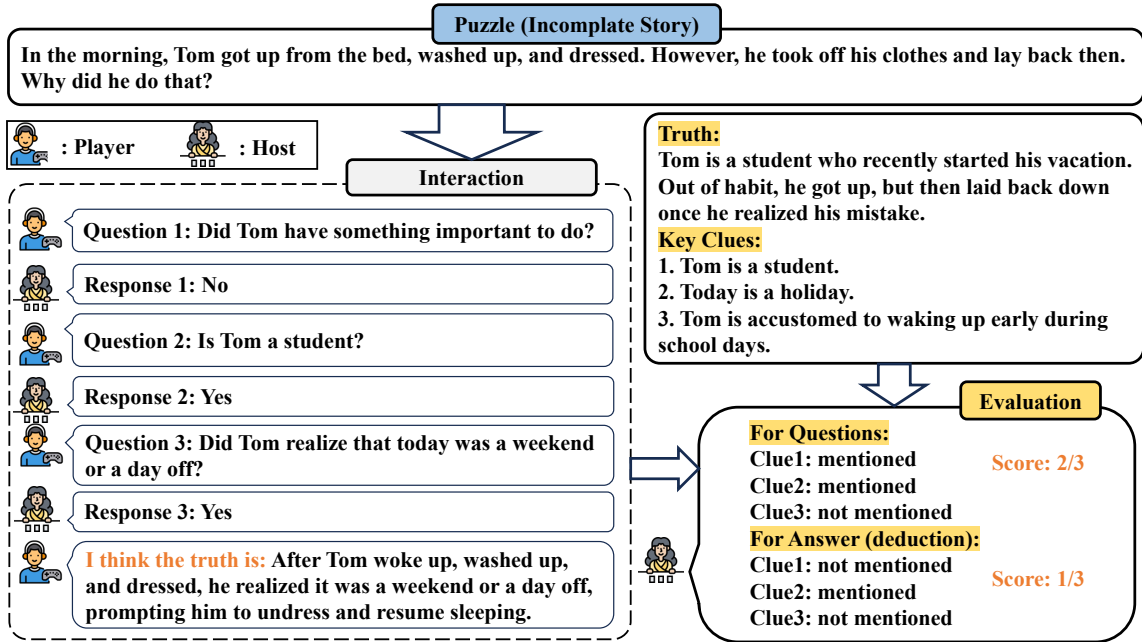 Puzzle (Incomplate Story)
In the morning, Tom got up from the bed, washed up, and dressed. However, he took off his clothes and lay back then.
Why did he do that?
: Player
: Host
Interaction
Question 1: Did Tom have something important to do?
Response 1: No
Question 2: Is Tom a student?
Response 2: Yes
Question 3: Did Tom realize that today was a weekend
or a day off?
Response 3: Yes
I think the truth is: After Tom woke up, washed up,
and dressed, he realized it was a weekend or a day off,
prompting him to undress and resume sleeping.
Truth:
Tom is a student who recently started his vacation.
Out of habit, he got up, but then laid back down
once he realized his mistake.
Key Clues:
1. Tom is a student.
2. Today is a holiday.
3. Tom is accustomed to waking up early during
school days.
Evaluation
For Questions:
Clue1: mentioned
Clue2: mentioned
Clue3: not mentioned
Score: 2/3
For Answer (deduction):
Clue1: not mentioned
Clue2: mentioned
Clue3: not mentioned
Score: 1/3